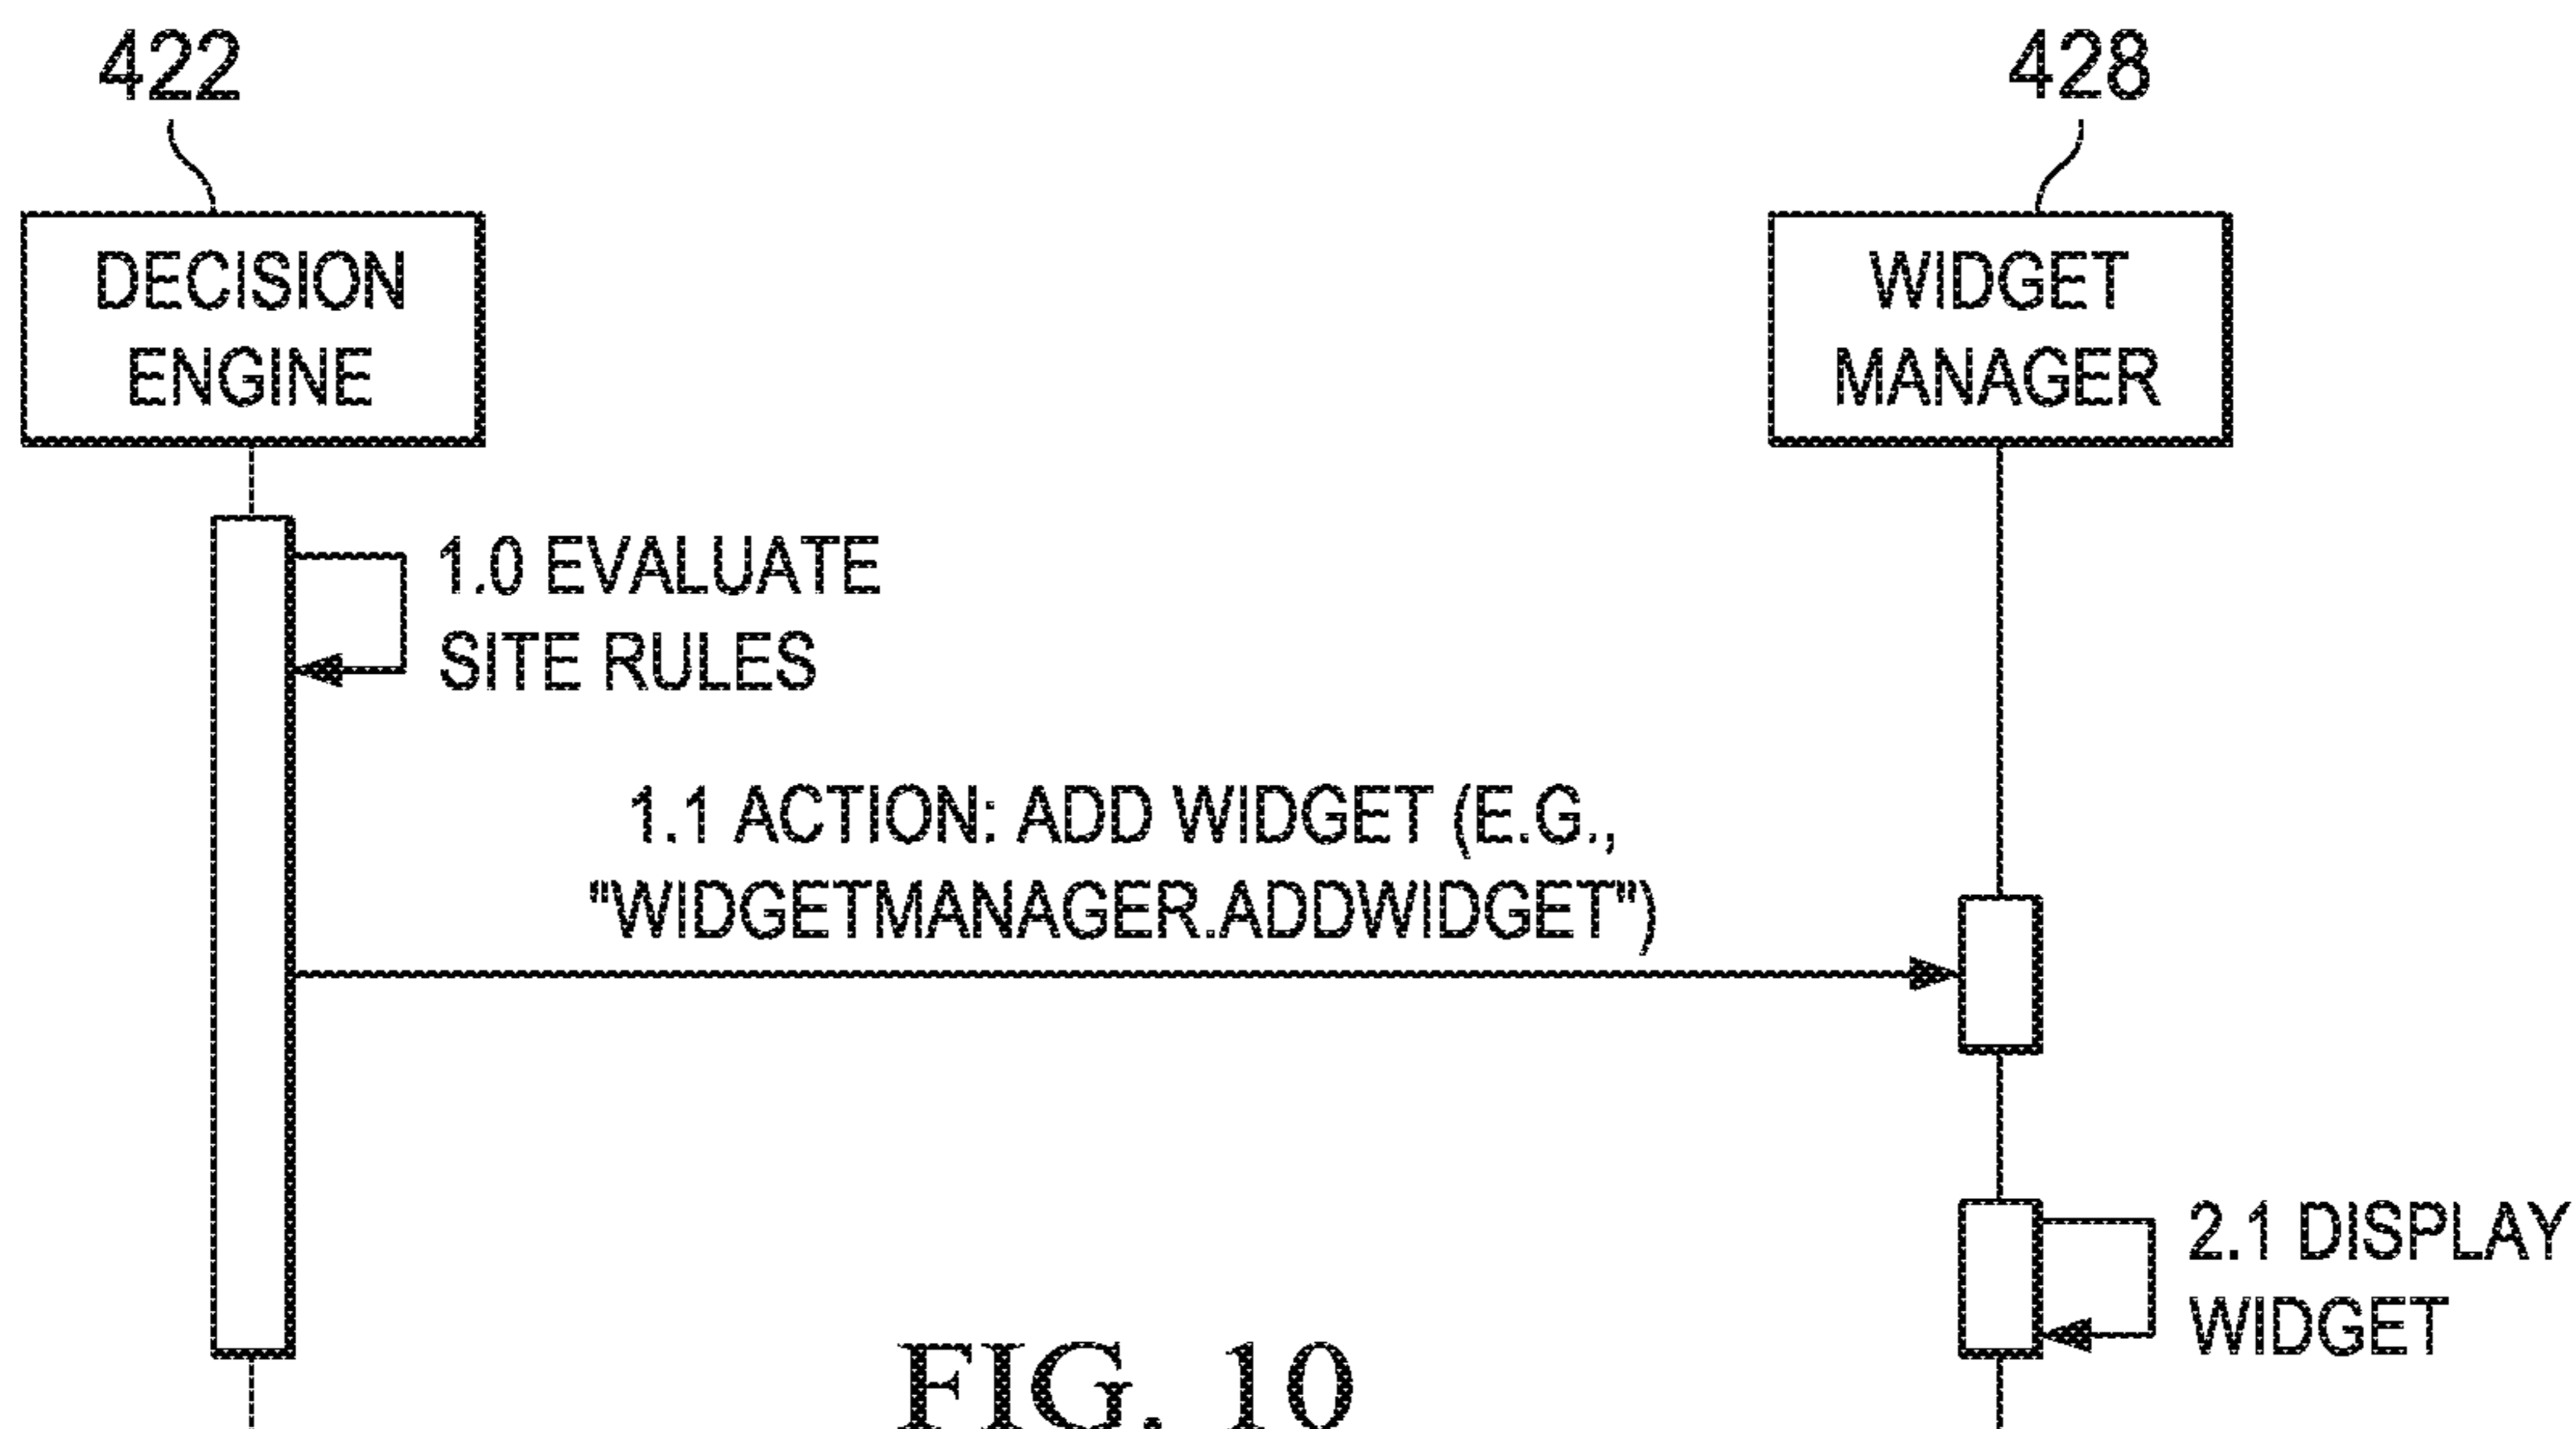 422
428
DECISION
ENGINE
WIDGET
MANAGER
1.0 EVALUATE
SITE RULES
1.1 ACTION: ADD WIDGET (E.G.,
"WIDGETMANAGER.ADDWIDGET")
2.1 DISPLAY
WIDGET
FIG. 10